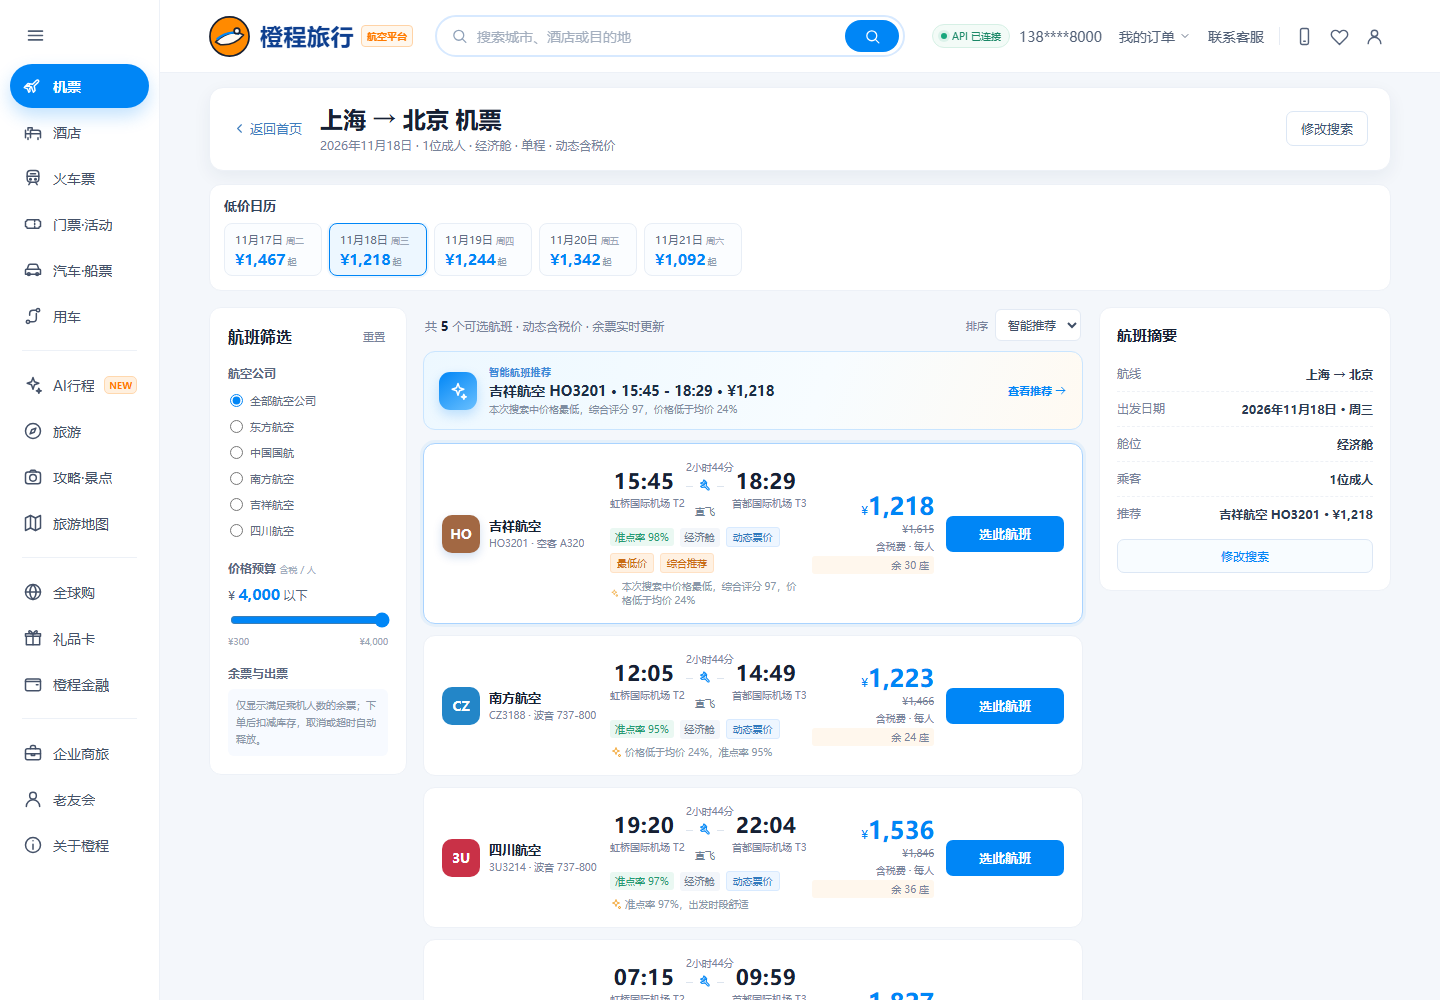 橙程旅行
航空平台
搜索城市、酒店或目的地
API 已连接
138****8000
我的订单
联系客服
机票
酒店
火车票
门票·活动
汽车·船票
用车
AI行程
NEW
旅游
攻略·景点
旅游地图
全球购
礼品卡
橙程金融
企业商旅
老友会
关于橙程
返回首页
上海 → 北京 机票
2026年11月18日 · 1位成人 · 经济舱 · 单程 · 动态含税价
修改搜索
低价日历
11月17日 周二
¥1,467 起
11月18日 周三
¥1,218 起
11月19日 周四
¥1,244 起
11月20日 周五
¥1,342 起
11月21日 周六
¥1,092 起
航班筛选
重置
航空公司
全部航空公司
东方航空
中国国航
南方航空
吉祥航空
四川航空
价格预算 含税 / 人
¥ 4,000 以下
¥300
¥4,000
余票与出票
仅显示满足乘机人数的余票；下
单后扣减库存，取消或超时自动
释放。
共 5 个可选航班 · 动态含税价 · 余票实时更新
排序
智能推荐
智能航班推荐
吉祥航空 HO3201 • 15:45 - 18:29 • ¥1,218
本次搜索中价格最低，综合评分 97，价格低于均价 24%
查看推荐 →
HO
吉祥航空
HO3201 · 空客 A320
15:45
虹桥国际机场 T2
2小时44分
直飞
18:29
首都国际机场 T3
准点率 98%
经济舱
动态票价
最低价
综合推荐
本次搜索中价格最低，综合评分 97，价
格低于均价 24%
¥1,218
¥1,615
含税费 · 每人
余 30 座
选此航班
CZ
南方航空
CZ3188 · 波音 737-800
12:05
虹桥国际机场 T2
2小时44分
直飞
14:49
首都国际机场 T3
准点率 95%
经济舱
动态票价
价格低于均价 24%，准点率 95%
¥1,223
¥1,466
含税费 · 每人
余 24 座
选此航班
3U
四川航空
3U3214 · 波音 737-800
19:20
虹桥国际机场 T2
2小时44分
直飞
22:04
首都国际机场 T3
准点率 97%
经济舱
动态票价
准点率 97%，出发时段舒适
¥1,536
¥1,846
含税费 · 每人
余 36 座
选此航班
07:15
虹桥国际机场 T2
2小时44分
09:59
首都国际机场 T3
¥1,827
航班摘要
航线
上海 → 北京
出发日期
2026年11月18日 • 周三
舱位
经济舱
乘客
1位成人
推荐
吉祥航空 HO3201 • ¥1,218
修改搜索